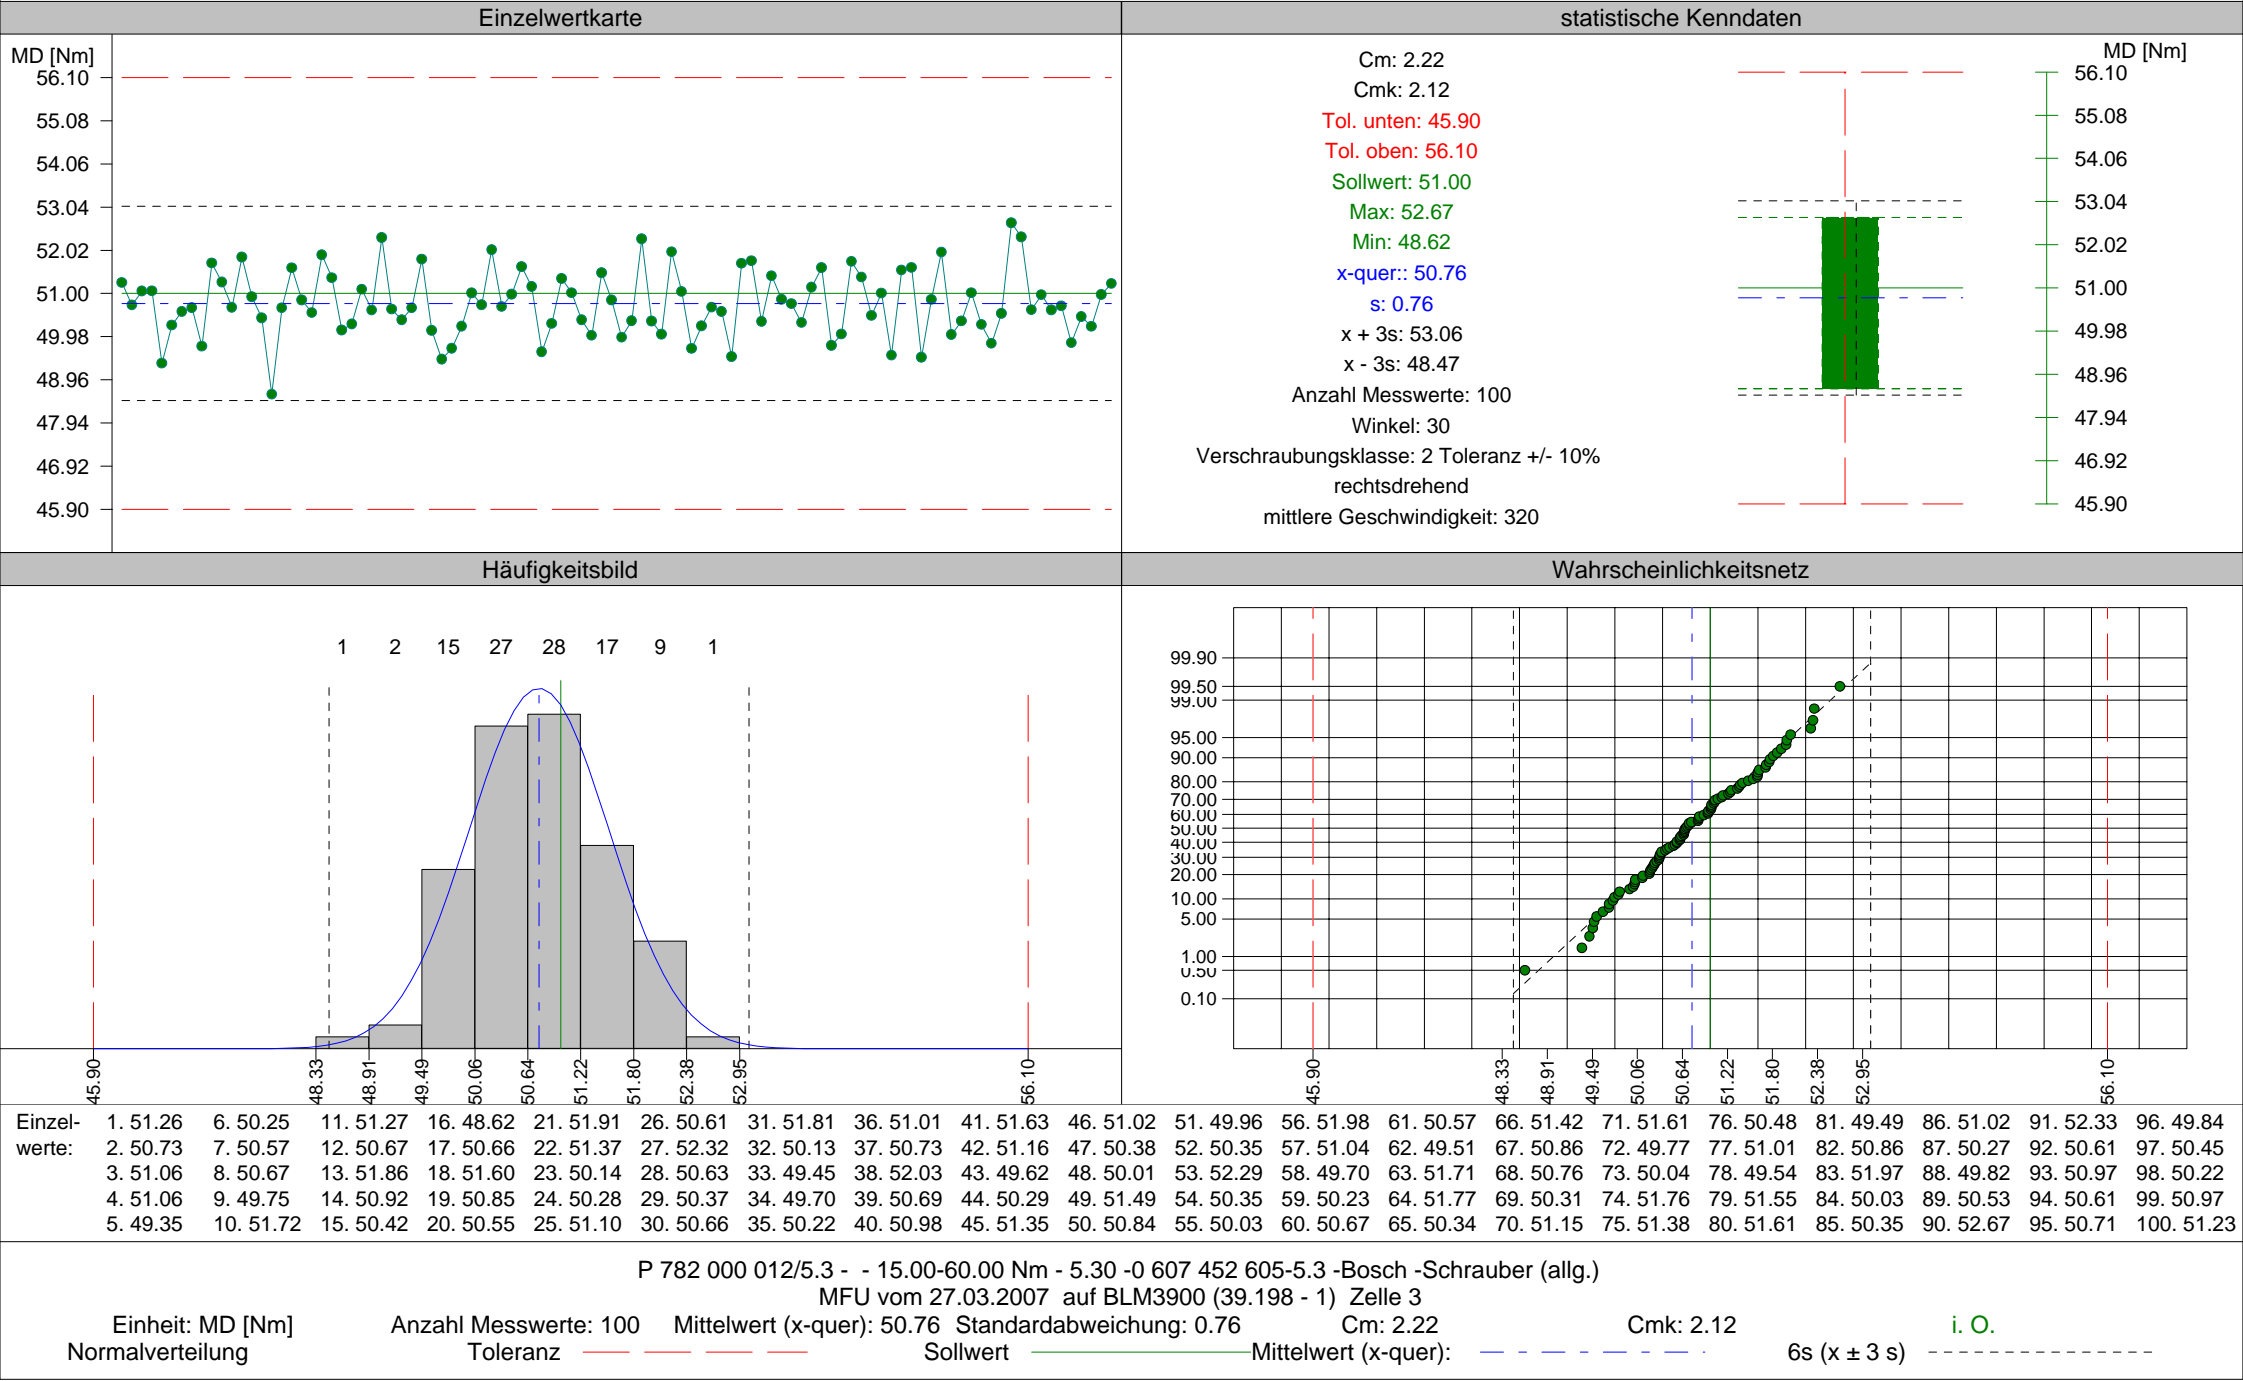 Einzelwertkarte
MD [Nm]
56.10
55.08
54.06
53.04
52.02
51.00
49.98
48.96
47.94
46.92
45.90
statistische Kenndaten
Cm: 2.22
Cmk: 2.12
Tol. unten: 45.90
Tol. oben: 56.10
Sollwert: 51.00
Max: 52.67
Min: 48.62
x-quer:: 50.76
s: 0.76
x + 3s: 53.06
x - 3s: 48.47
Anzahl Messwerte: 100
Winkel: 30
Verschraubungsklasse: 2 Toleranz +/- 10%
rechtsdrehend
mittlere Geschwindigkeit: 320
MD [Nm]
56.10
55.08
54.06
53.04
52.02
51.00
49.98
48.96
47.94
46.92
45.90
Häufigkeitsbild
1 2 15 27 28 17 9 1
45.90 48.33 48.91 49.49 50.06 50.64 51.22 51.80 52.38 52.95 56.10
Wahrscheinlichkeitsnetz
99.90
99.50
99.00
95.00
90.00
80.00
70.00
60.00
50.00
40.00
30.00
20.00
10.00
5.00
1.00
0.50
0.10
45.90 48.33 48.91 49.49 50.06 50.64 51.22 51.80 52.38 52.95 56.10
Einzel- 1. 51.26 6. 50.25 11. 51.27 16. 48.62 21. 51.91 26. 50.61 31. 51.81 36. 51.01 41. 51.63 46. 51.02 51. 49.96 56. 51.98 61. 50.57 66. 51.42 71. 51.61 76. 50.48 81. 49.49 86. 51.02 91. 52.33 96. 49.84
werte: 2. 50.73 7. 50.57 12. 50.67 17. 50.66 22. 51.37 27. 52.32 32. 50.13 37. 50.73 42. 51.16 47. 50.38 52. 50.35 57. 51.04 62. 49.51 67. 50.86 72. 49.77 77. 51.01 82. 50.86 87. 50.27 92. 50.61 97. 50.45
3. 51.06 8. 50.67 13. 51.86 18. 51.60 23. 50.14 28. 50.63 33. 49.45 38. 52.03 43. 49.62 48. 50.01 53. 52.29 58. 49.70 63. 51.71 68. 50.76 73. 50.04 78. 49.54 83. 51.97 88. 49.82 93. 50.97 98. 50.22
4. 51.06 9. 49.75 14. 50.92 19. 50.85 24. 50.28 29. 50.37 34. 49.70 39. 50.69 44. 50.29 49. 51.49 54. 50.35 59. 50.23 64. 51.77 69. 50.31 74. 51.76 79. 51.55 84. 50.03 89. 50.53 94. 50.61 99. 50.97
5. 49.35 10. 51.72 15. 50.42 20. 50.55 25. 51.10 30. 50.66 35. 50.22 40. 50.98 45. 51.35 50. 50.84 55. 50.03 60. 50.67 65. 50.34 70. 51.15 75. 51.38 80. 51.61 85. 50.35 90. 52.67 95. 50.71 100. 51.23
P 782 000 012/5.3 - - 15.00-60.00 Nm - 5.30 -0 607 452 605-5.3 -Bosch -Schrauber (allg.)
MFU vom 27.03.2007 auf BLM3900 (39.198 - 1) Zelle 3
Einheit: MD [Nm] Anzahl Messwerte: 100 Mittelwert (x-quer): 50.76 Standardabweichung: 0.76 Cm: 2.22 Cmk: 2.12 i. O.
Normalverteilung Toleranz Sollwert Mittelwert (x-quer): 6s (x ± 3 s)